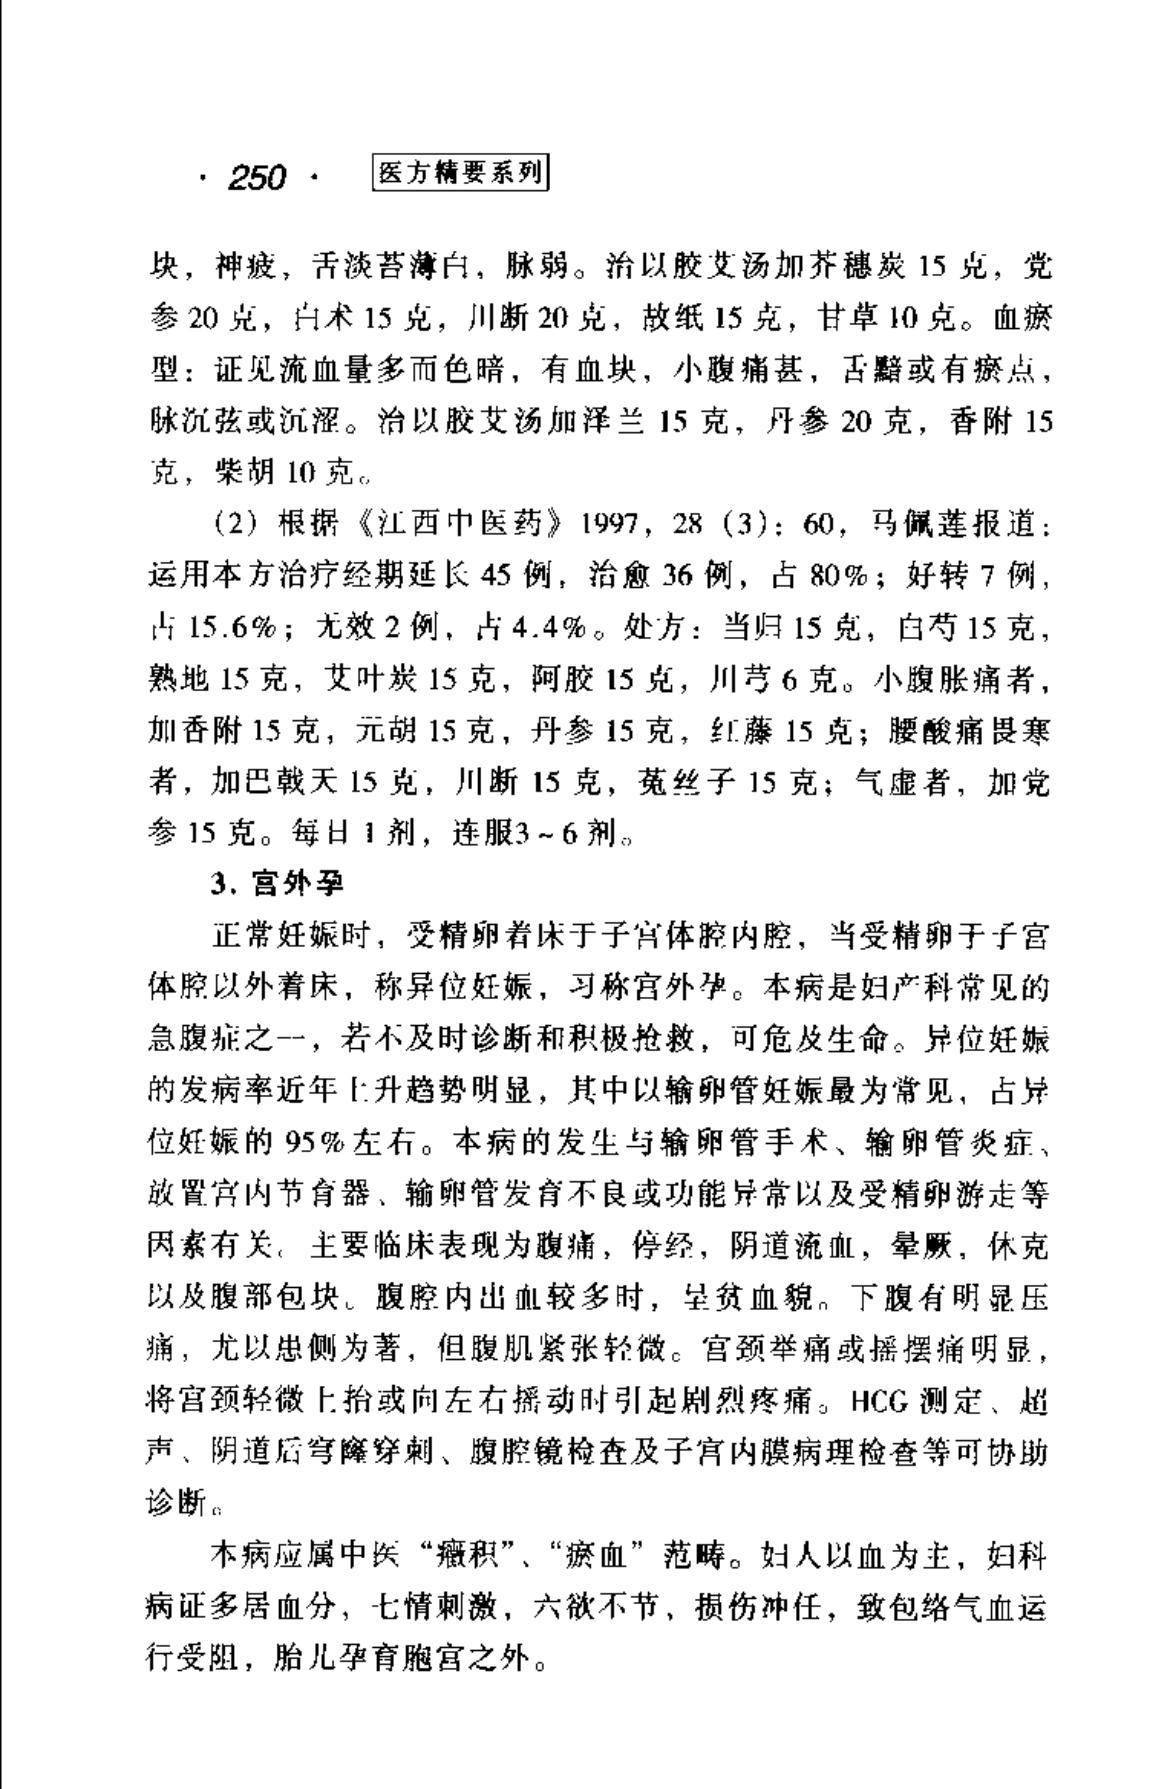 · 250 · 医方精要系列
块，神疲，舌淡苔薄白，脉弱。治以胶艾汤加芥穗炭 15 克，党
参 20 克，白术 15 克，川断 20 克，故纸 15 克，甘草 10 克。血瘀
型：证见流血量多而色暗，有血块，小腹痛甚，舌黯或有瘀点，
脉沉弦或沉涩。治以胶艾汤加泽兰 15 克，丹参 20 克，香附 15
克，柴胡 10 克。
（2）根据《江西中医药》1997，28（3）：60，马佩莲报道：
运用本方治疗经期延长 45 例，治愈 36 例，占 80%；好转 7 例，
占 15.6%；无效 2 例，占 4.4%。处方：当归 15 克，白芍 15 克，
熟地 15 克，艾叶炭 15 克，阿胶 15 克，川芎 6 克。小腹胀痛者，
加香附 15 克，元胡 15 克，丹参 15 克，红藤 15 克；腰酸痛畏寒
者，加巴戟天 15 克，川断 15 克，菟丝子 15 克；气虚者，加党
参 15 克。每日 1 剂，连服3～6 剂。
3. 宫外孕
正常妊娠时，受精卵着床于子宫体腔内腔，当受精卵于子宫
体腔以外着床，称异位妊娠，习称宫外孕。本病是妇产科常见的
急腹症之一，若不及时诊断和积极抢救，可危及生命。异位妊娠
的发病率近年上升趋势明显，其中以输卵管妊娠最为常见，占异
位妊娠的 95%左右。本病的发生与输卵管手术、输卵管炎症、
放置宫内节育器、输卵管发育不良或功能异常以及受精卵游走等
因素有关。主要临床表现为腹痛，停经，阴道流血，晕厥，休克
以及腹部包块。腹腔内出血较多时，呈贫血貌。下腹有明显压
痛，尤以患侧为著，但腹肌紧张轻微。宫颈举痛或摇摆痛明显，
将宫颈轻微上抬或向左右摇动时引起剧烈疼痛。HCG 测定、超
声、阴道后穹窿穿刺、腹腔镜检查及子宫内膜病理检查等可协助
诊断。
本病应属中医“癥积”、“瘀血”范畴。妇人以血为主，妇科
病证多居血分，七情刺激，六欲不节，损伤冲任，致包络气血运
行受阻，胎儿孕育胞宫之外。